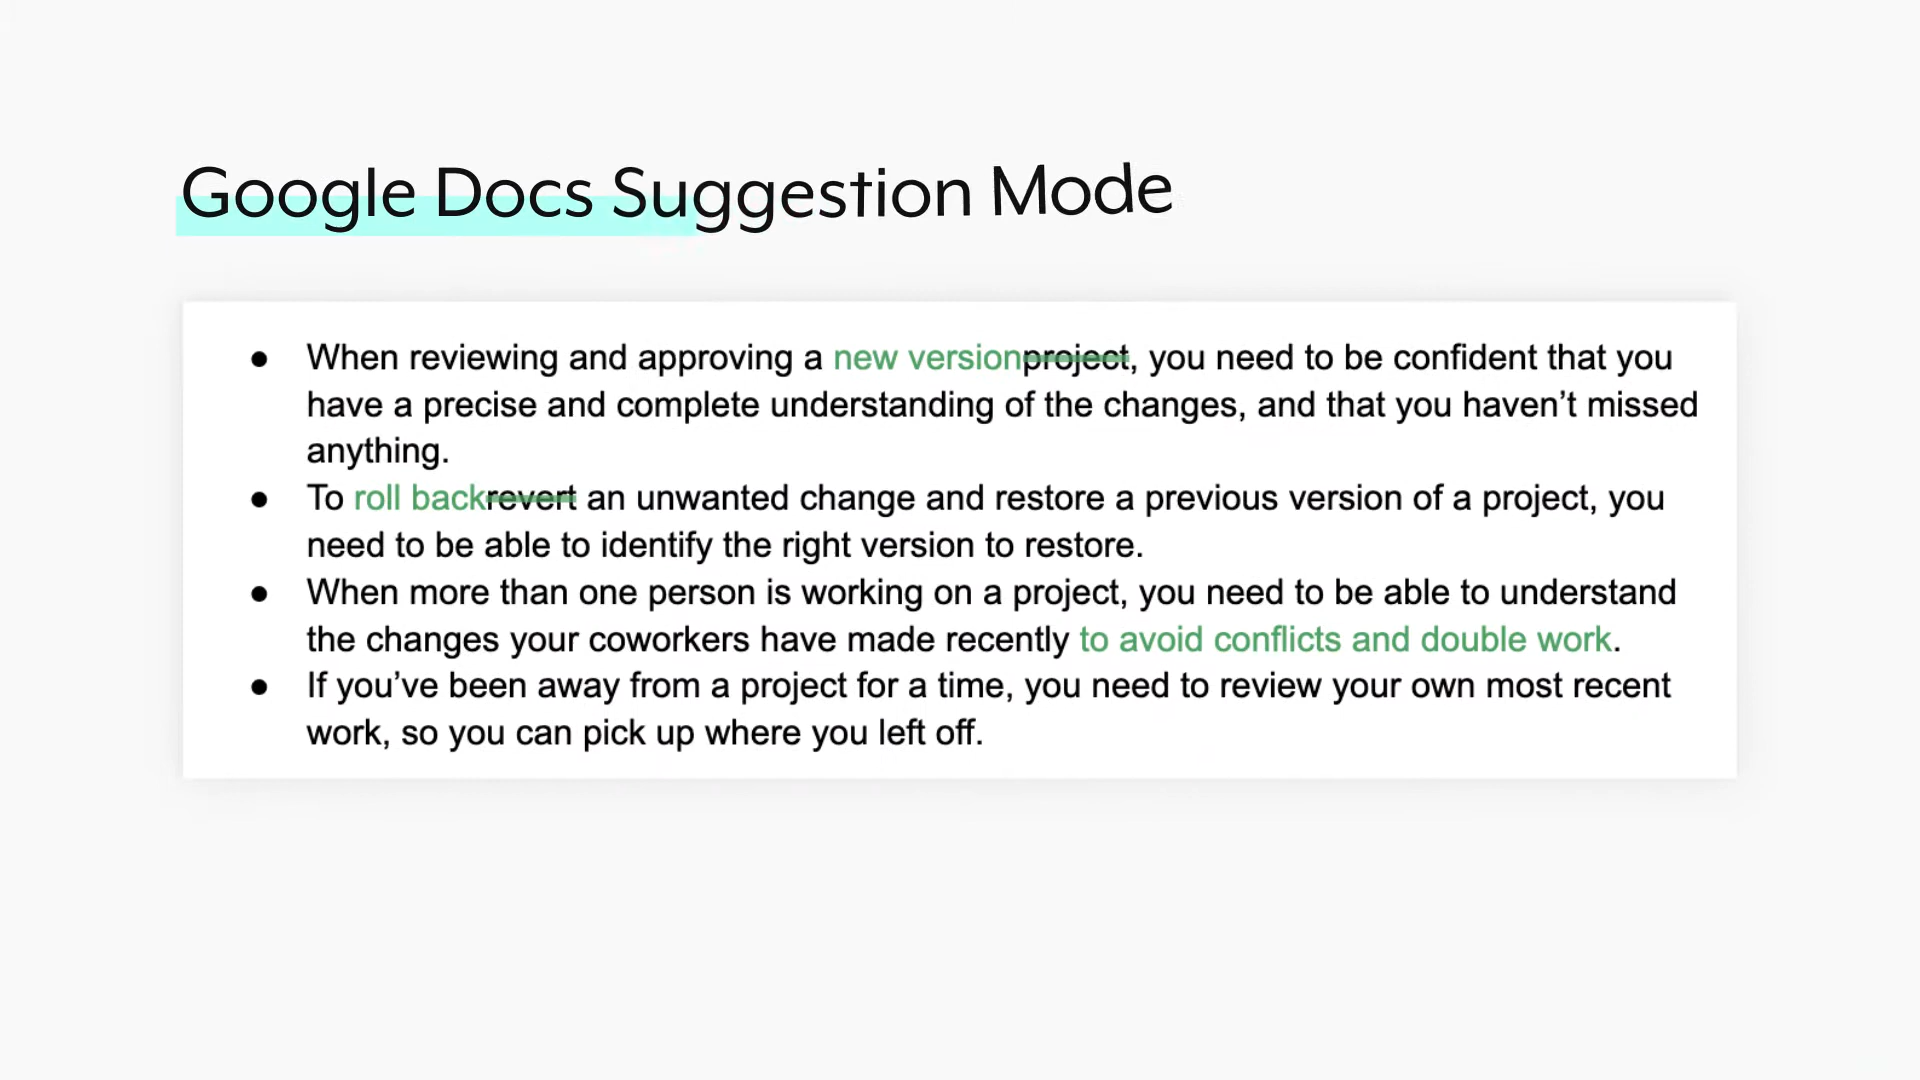 Google Docs Suggestion Mode
● When reviewing and approving a new versionproject, you need to be confident that you
have a precise and complete understanding of the changes, and that you haven’t missed
anything.
● To roll backrevert an unwanted change and restore a previous version of a project, you
need to be able to identify the right version to restore.
● When more than one person is working on a project, you need to be able to understand
the changes your coworkers have made recently to avoid conflicts and double work.
● If you’ve been away from a project for a time, you need to review your own most recent
work, so you can pick up where you left off.